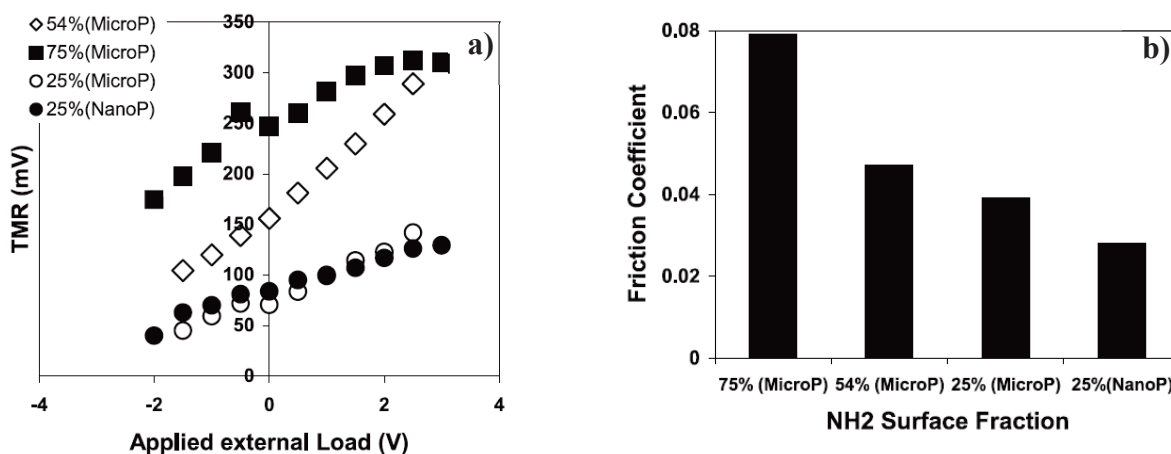 54%(MicroP)
75%(MicroP)
25%(MicroP)
25%(NanoP)
a)
350
300
250
200
150
100
50
0
-4
-2
0
2
4
TMR (mV)
Applied external Load (V)
b)
0.08
0.06
0.04
0.02
0
Friction Coefficient
75% (MicroP)
54% (MicroP)
25% (MicroP)
25%(NanoP)
NH2 Surface Fraction